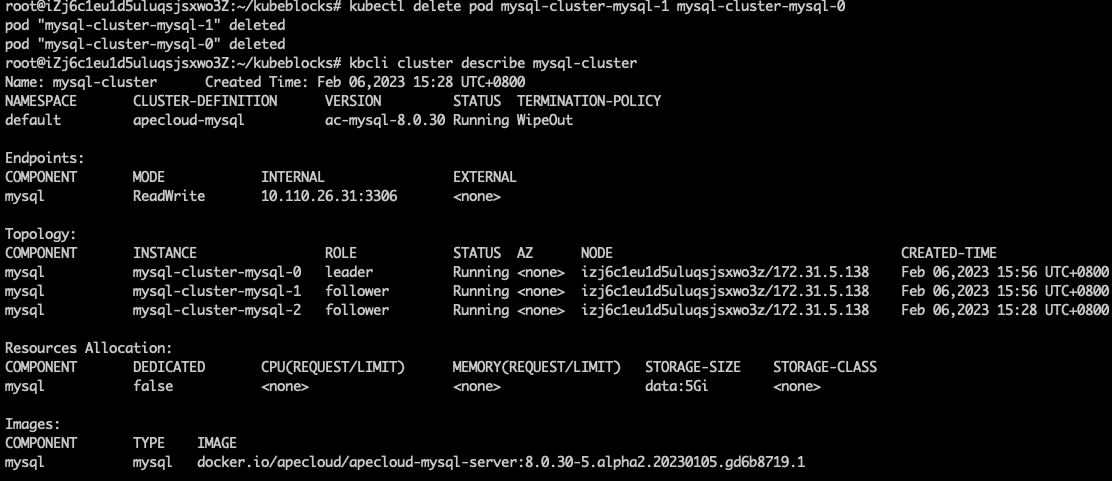 root@iZj6c1eu1d5uluqsjsxwo3Z:~/kubeblocks# kubectl delete pod mysql-cluster-mysql-1 mysql-cluster-mysql-0
pod "mysql-cluster-mysql-1" deleted
pod "mysql-cluster-mysql-0" deleted
root@iZj6c1eu1d5uluqsjsxwo3Z:~/kubeblocks# kbcli cluster describe mysql-cluster
Name: mysql-cluster Created Time: Feb 06,2023 15:28 UTC+0800
NAMESPACE CLUSTER-DEFINITION VERSION STATUS TERMINATION-POLICY
default apecloud-mysql ac-mysql-8.0.30 Running WipeOut
Endpoints:
COMPONENT MODE INTERNAL EXTERNAL
mysql ReadWrite 10.110.26.31:3306 <none>
Topology:
COMPONENT INSTANCE ROLE STATUS AZ NODE CREATED-TIME
mysql mysql-cluster-mysql-0 leader Running <none> izj6c1eu1d5uluqsjsxwo3z/172.31.5.138 Feb 06,2023 15:56 UTC+0800
mysql mysql-cluster-mysql-1 follower Running <none> izj6c1eu1d5uluqsjsxwo3z/172.31.5.138 Feb 06,2023 15:56 UTC+0800
mysql mysql-cluster-mysql-2 follower Running <none> izj6c1eu1d5uluqsjsxwo3z/172.31.5.138 Feb 06,2023 15:28 UTC+0800
Resources Allocation:
COMPONENT DEDICATED CPU(REQUEST/LIMIT) MEMORY(REQUEST/LIMIT) STORAGE-SIZE STORAGE-CLASS
mysql false <none> <none> data:5Gi <none>
Images:
COMPONENT TYPE IMAGE
mysql mysql docker.io/apecloud/apecloud-mysql-server:8.0.30-5.alpha2.20230105.gd6b8719.1